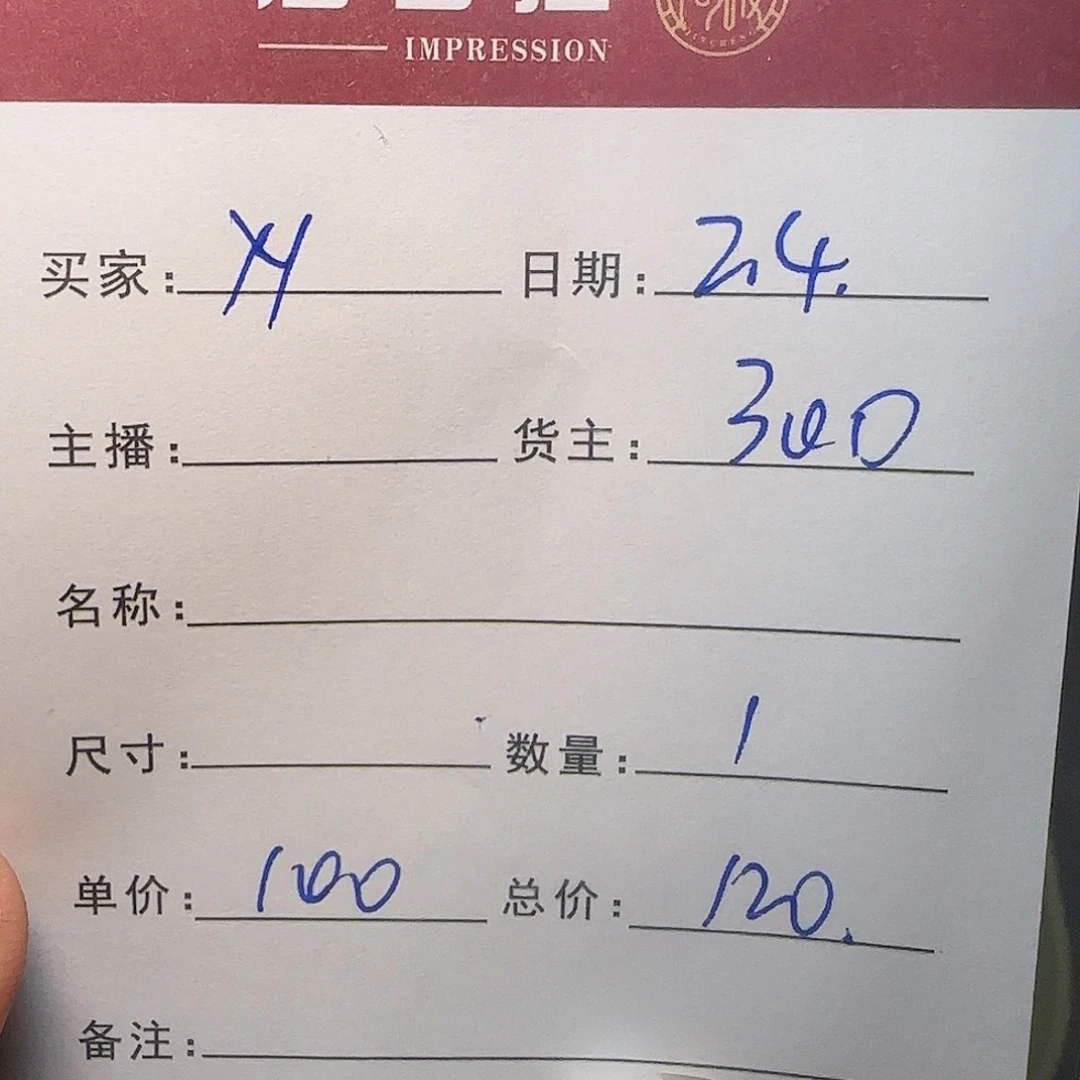 IMPRESSION
买家： 日期：24.
主播： 货主：300
名称：
尺寸： 数量：1
单价：100 总价：120.
备注：